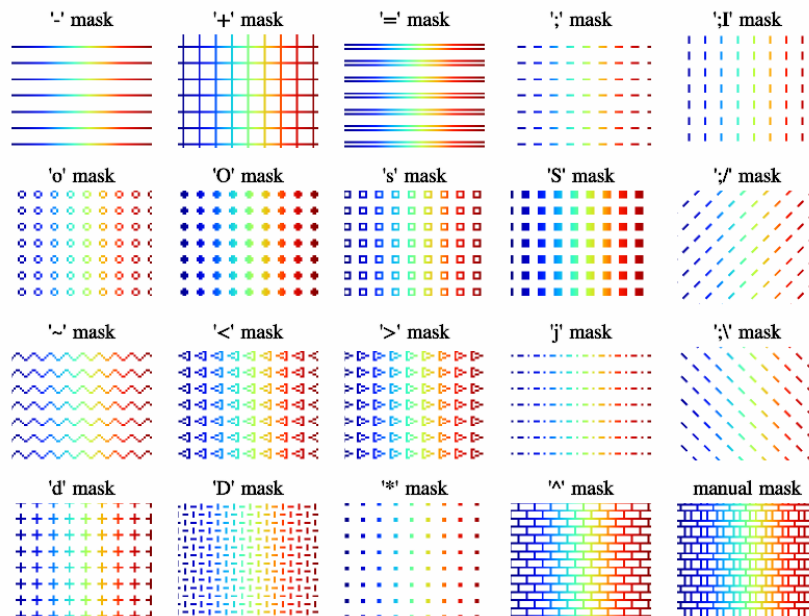 '-' mask
'+' mask
'=' mask
';' mask
';I' mask
'o' mask
'O' mask
's' mask
'S' mask
';/' mask
'~' mask
'<' mask
'>' mask
'j' mask
';\' mask
'd' mask
'D' mask
'*' mask
'^' mask
manual mask